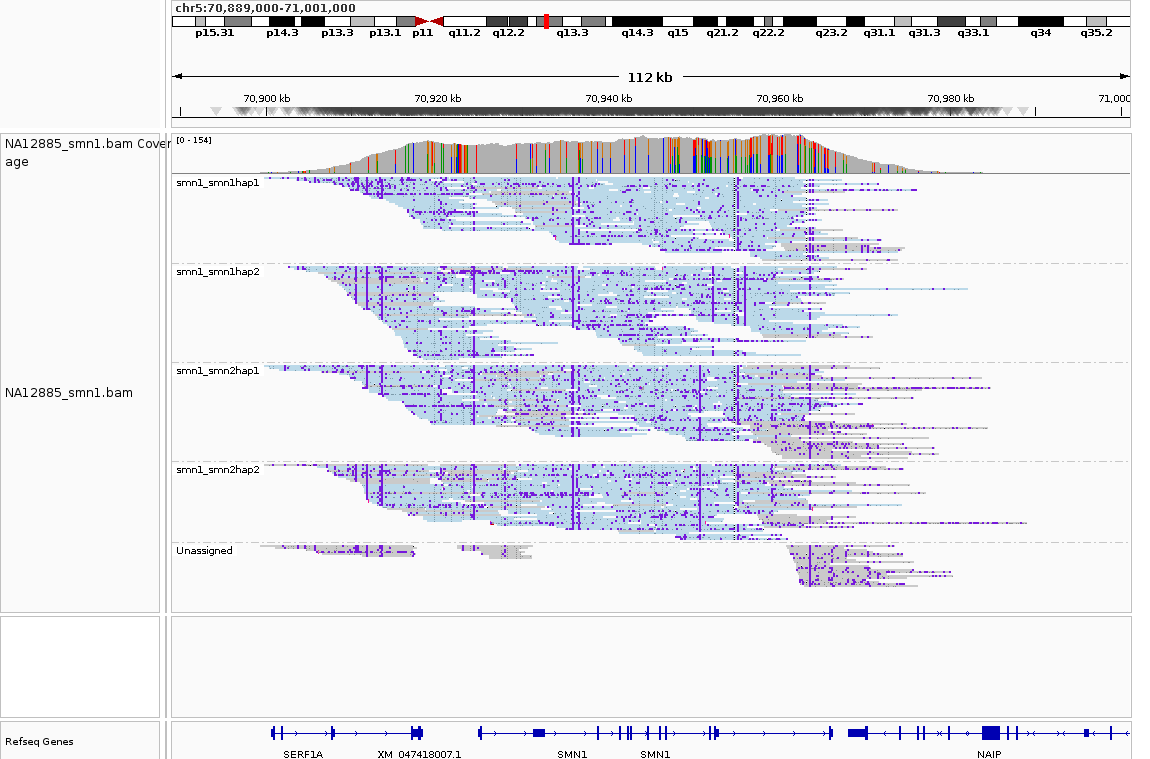 chr5:70,889,000-71,001,000
p15.31 p14.3 p13.3 p13.1 p11 q11.2 q12.2 q13.3 q14.3 q15 q21.2 q22.2 q23.2 q31.1 q31.3 q33.1 q34 q35.2
112 kb
70,900 kb 70,920 kb 70,940 kb 70,960 kb 70,980 kb 71,000
NA12885_smn1.bam Cover
age
[0 - 154]
smn1_smn1hap1
smn1_smn1hap2
smn1_smn2hap1
NA12885_smn1.bam
smn1_smn2hap2
Unassigned
Refseq Genes
SERF1A XM_047418007.1 SMN1 SMN1 NAIP